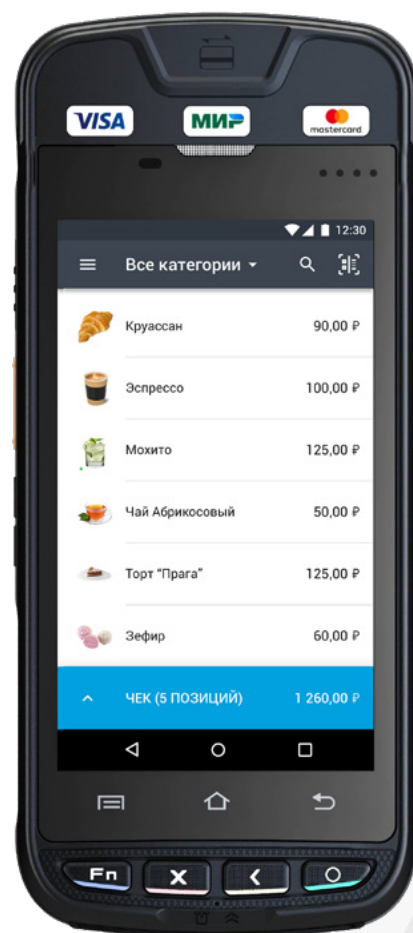 VISA
МИР
mastercard
12:30
Все категории
Круассан 90,00 ₽
Эспрессо 100,00 ₽
Мохито 125,00 ₽
Чай Абрикосовый 50,00 ₽
Торт "Прага" 125,00 ₽
Зефир 60,00 ₽
ЧЕК (5 ПОЗИЦИЙ) 1 260,00 ₽
Fn X